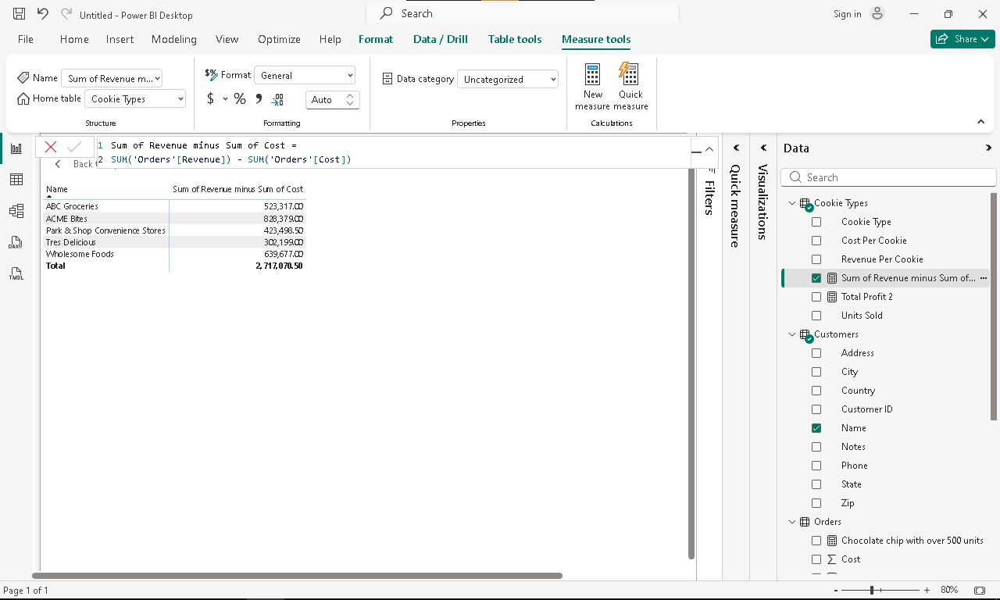 Untitled - Power BI Desktop
Search
Sign in
File Home Insert Modeling View Optimize Help Format Data / Drill Table tools Measure tools
Share
Name Sum of Revenue m...
Home table Cookie Types
Structure
$% Format General
$ % 9 .00 Auto
Formatting
Data category Uncategorized
Properties
New measure
Quick measure
Calculations
1 Sum of Revenue minus Sum of Cost =
2 SUM('Orders'[Revenue]) - SUM('Orders'[Cost])
Back
Name Sum of Revenue minus Sum of Cost
ABC Groceries 523,317.00
ACME Bites 828,379.00
Park & Shop Convenience Stores 423,498.50
Tres Delicious 302,199.00
Wholesome Foods 639,677.00
Total 2,717,070.50
DAX
TMDL
Filters
Quick measure
Visualizations
Data
Search
Cookie Types
Cookie Type
Cost Per Cookie
Revenue Per Cookie
Sum of Revenue minus Sum of... ...
Total Profit 2
Units Sold
Customers
Address
City
Country
Customer ID
Name
Notes
Phone
State
Zip
Orders
Chocolate chip with over 500 units
Σ Cost
Page 1 of 1
- + 80%